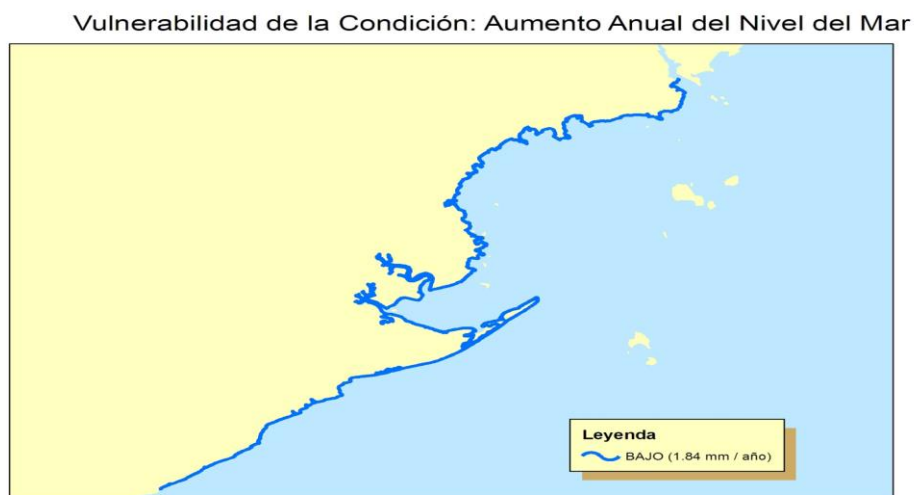 Vulnerabilidad de la Condición: Aumento Anual del Nivel del Mar
Leyenda
BAJO (1.84 mm / año)